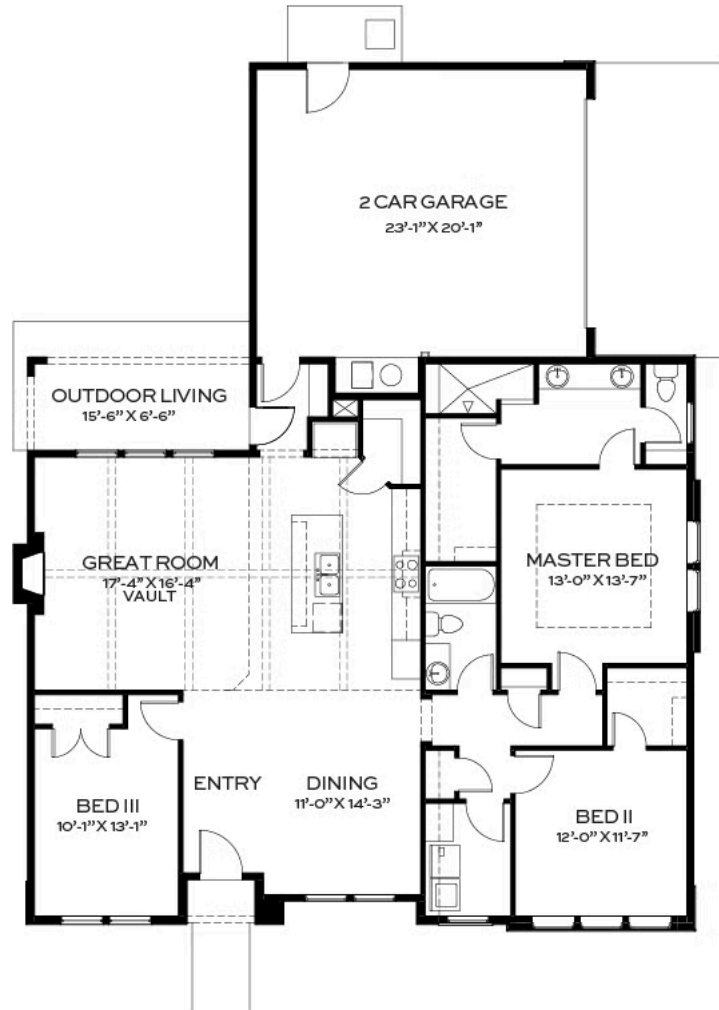 2 CAR GARAGE
23'-1" X 20'-1"
OUTDOOR LIVING
15'-6" X 6'-6"
GREAT ROOM
17'-4" X 16'-4"
VAULT
MASTER BED
13'-0" X 13'-7"
ENTRY
DINING
11'-0" X 14'-3"
BED III
10'-1" X 13'-1"
BED II
12'-0" X 11'-7"